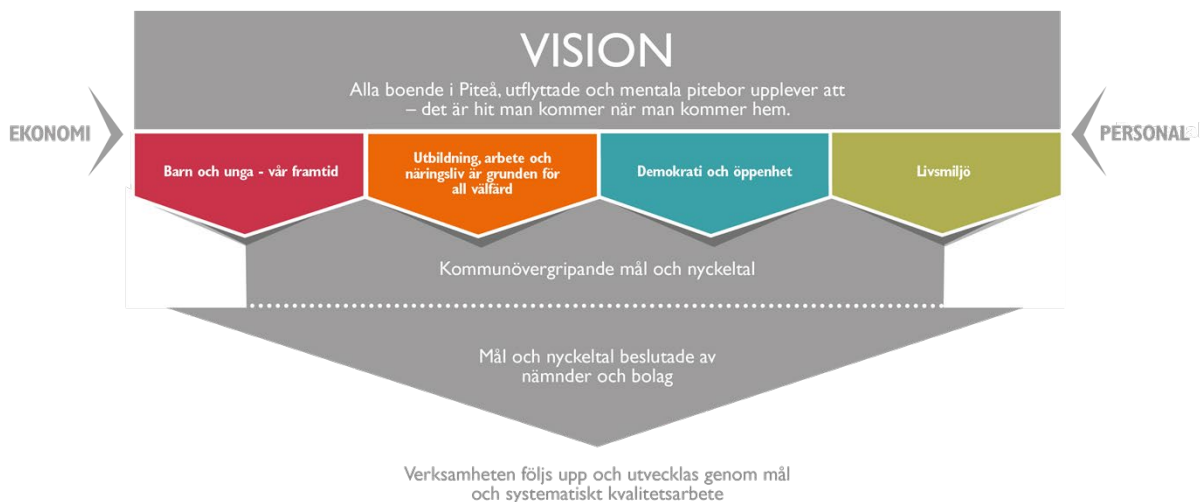 VISION
Alla boende i Piteå, utflyttade och mentala pitebor upplever att
– det är hit man kommer när man kommer hem.
EKONOMI
PERSONAL
Barn och unga - vår framtid
Utbildning, arbete och
näringsliv är grunden för
all välfärd
Demokrati och öppenhet
Livsmiljö
Kommunövergripande mål och nyckeltal
Mål och nyckeltal beslutade av
nämnder och bolag
Verksamheten följs upp och utvecklas genom mål
och systematiskt kvalitetsarbete